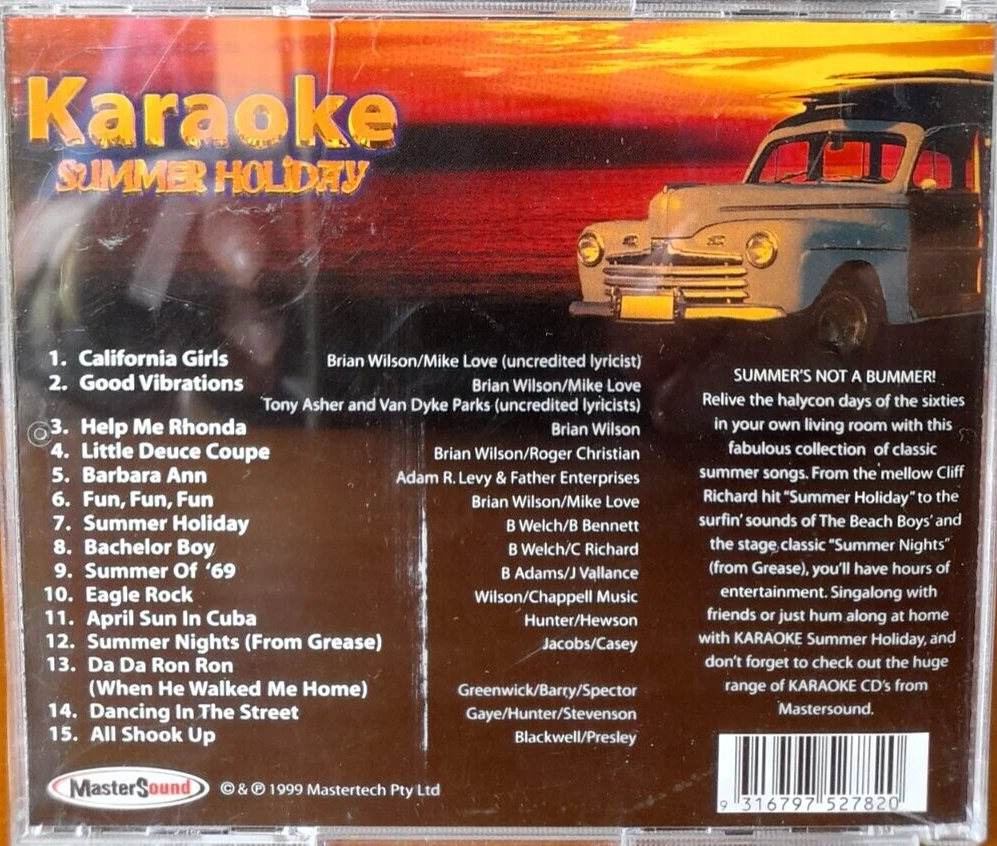 Karaoke
SUMMER HOLIDAY
1. California Girls Brian Wilson/Mike Love (uncredited lyricist)
2. Good Vibrations Brian Wilson/Mike Love
Tony Asher and Van Dyke Parks (uncredited lyricists)
3. Help Me Rhonda Brian Wilson
4. Little Deuce Coupe Brian Wilson/Roger Christian
5. Barbara Ann Adam R. Levy & Father Enterprises
6. Fun, Fun, Fun Brian Wilson/Mike Love
7. Summer Holiday B Welch/B Bennett
8. Bachelor Boy B Welch/C Richard
9. Summer Of ‘69 B Adams/J Vallance
10. Eagle Rock Wilson/Chappell Music
11. April Sun In Cuba Hunter/Hewson
12. Summer Nights (From Grease) Jacobs/Casey
13. Da Da Ron Ron
(When He Walked Me Home) Greenwick/Barry/Spector
14. Dancing In The Street Gaye/Hunter/Stevenson
15. All Shook Up Blackwell/Presley
SUMMER'S NOT A BUMMER!
Relive the halycon days of the sixties
in your own living room with this
fabulous collection of classic
summer songs. From the mellow Cliff
Richard hit “Summer Holiday” to the
surfin’ sounds of The Beach Boys’ and
the stage classic “Summer Nights”
(from Grease), you’ll have hours of
entertainment. Singalong with
friends or just hum along at home
with KARAOKE Summer Holiday, and
don’t forget to check out the huge
range of KARAOKE CD’s from
Mastersound.
MasterSound © & ℗ 1999 Mastertech Pty Ltd
9 316797 527820